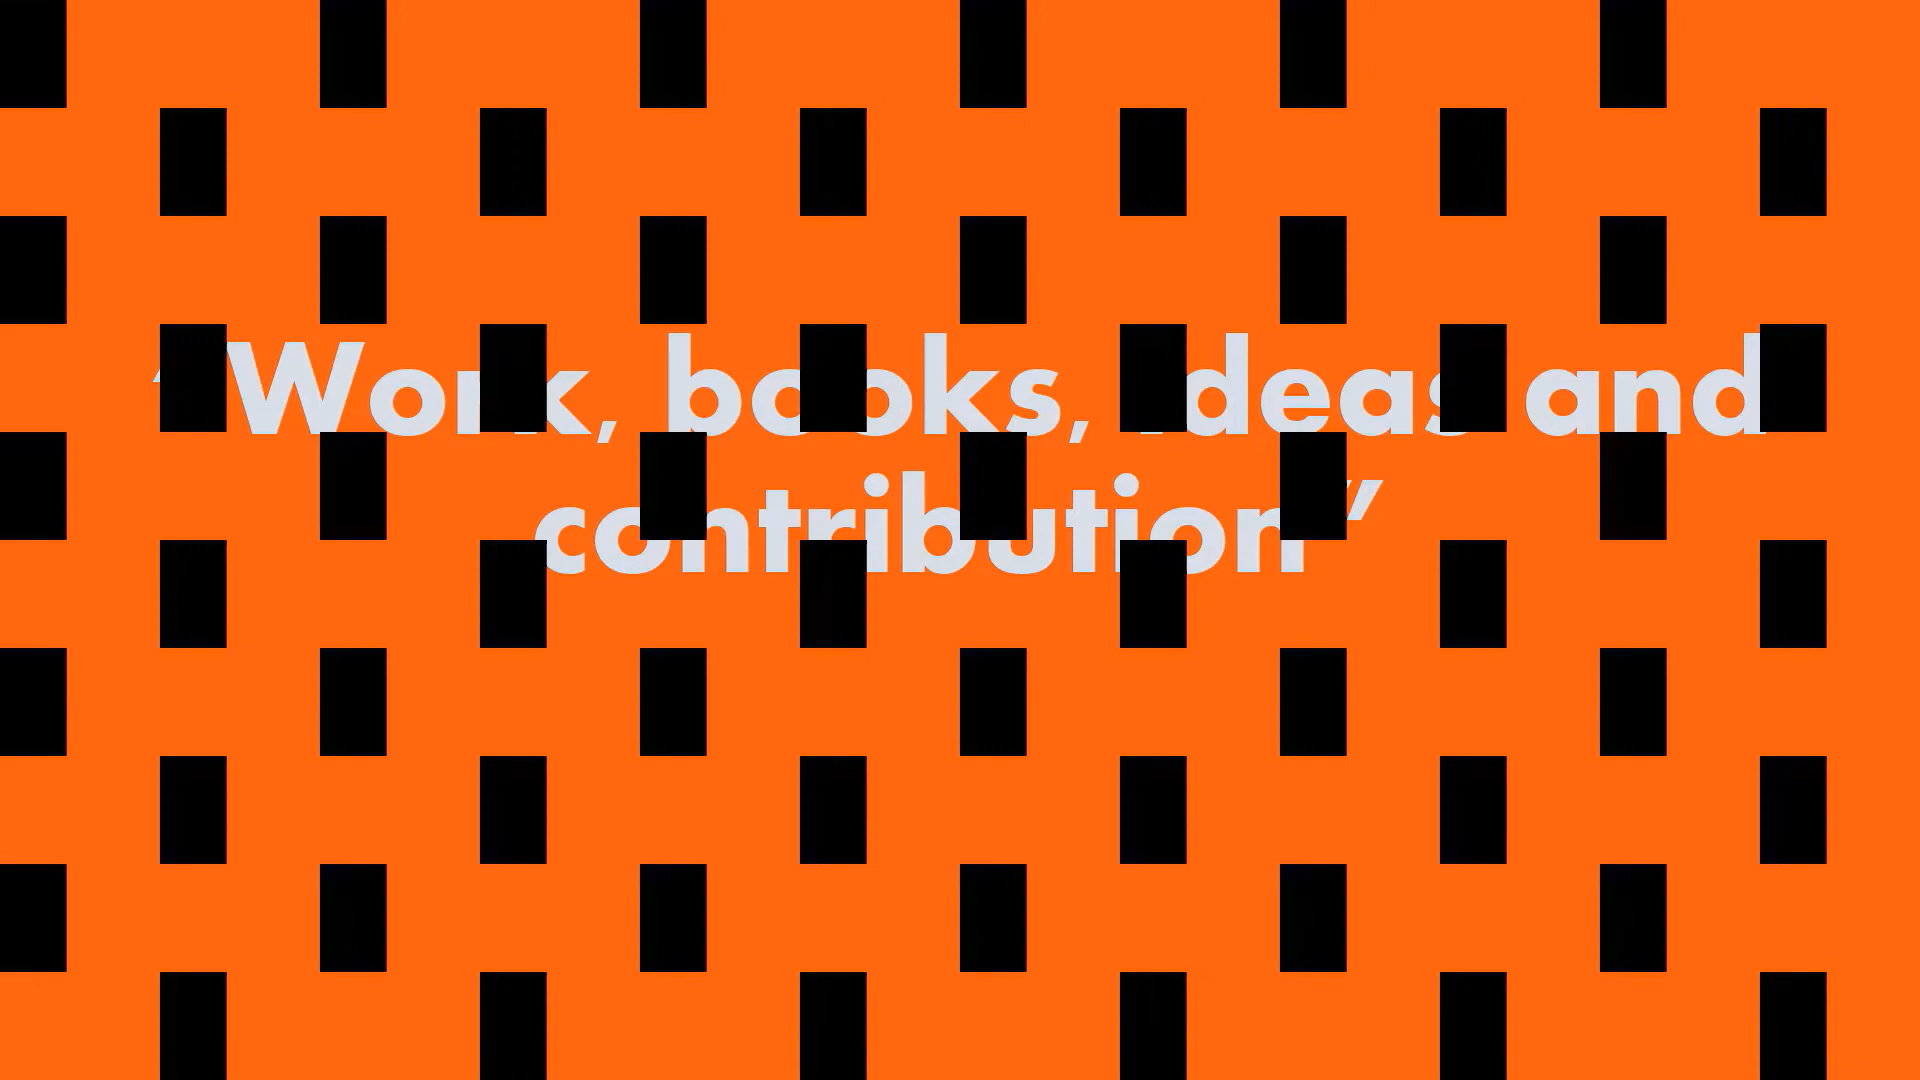 “Work, books, ideas and
contribution”